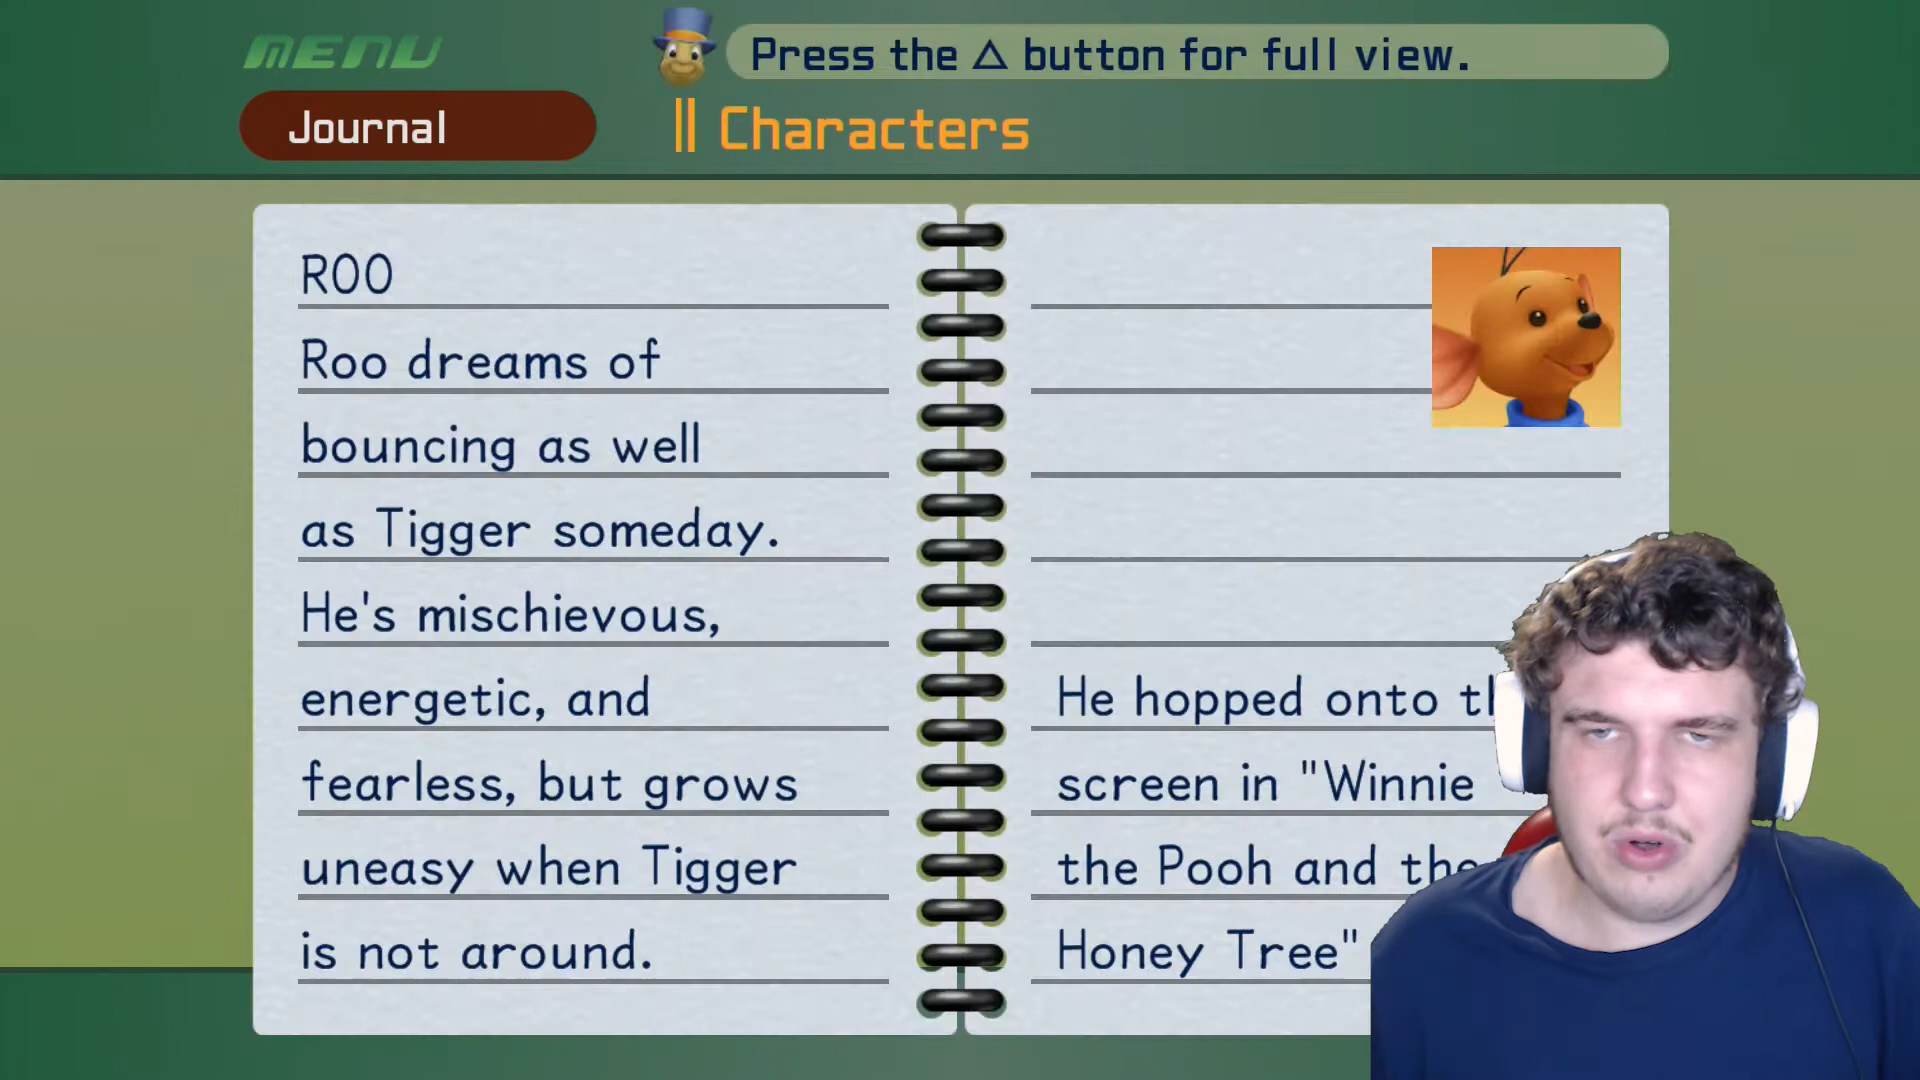 MENU
Press the △ button for full view.
Journal
Characters
ROO
Roo dreams of
bouncing as well
as Tigger someday.
He's mischievous,
energetic, and
fearless, but grows
uneasy when Tigger
is not around.
He hopped onto
screen in "Winnie
the Pooh and the
Honey Tree"